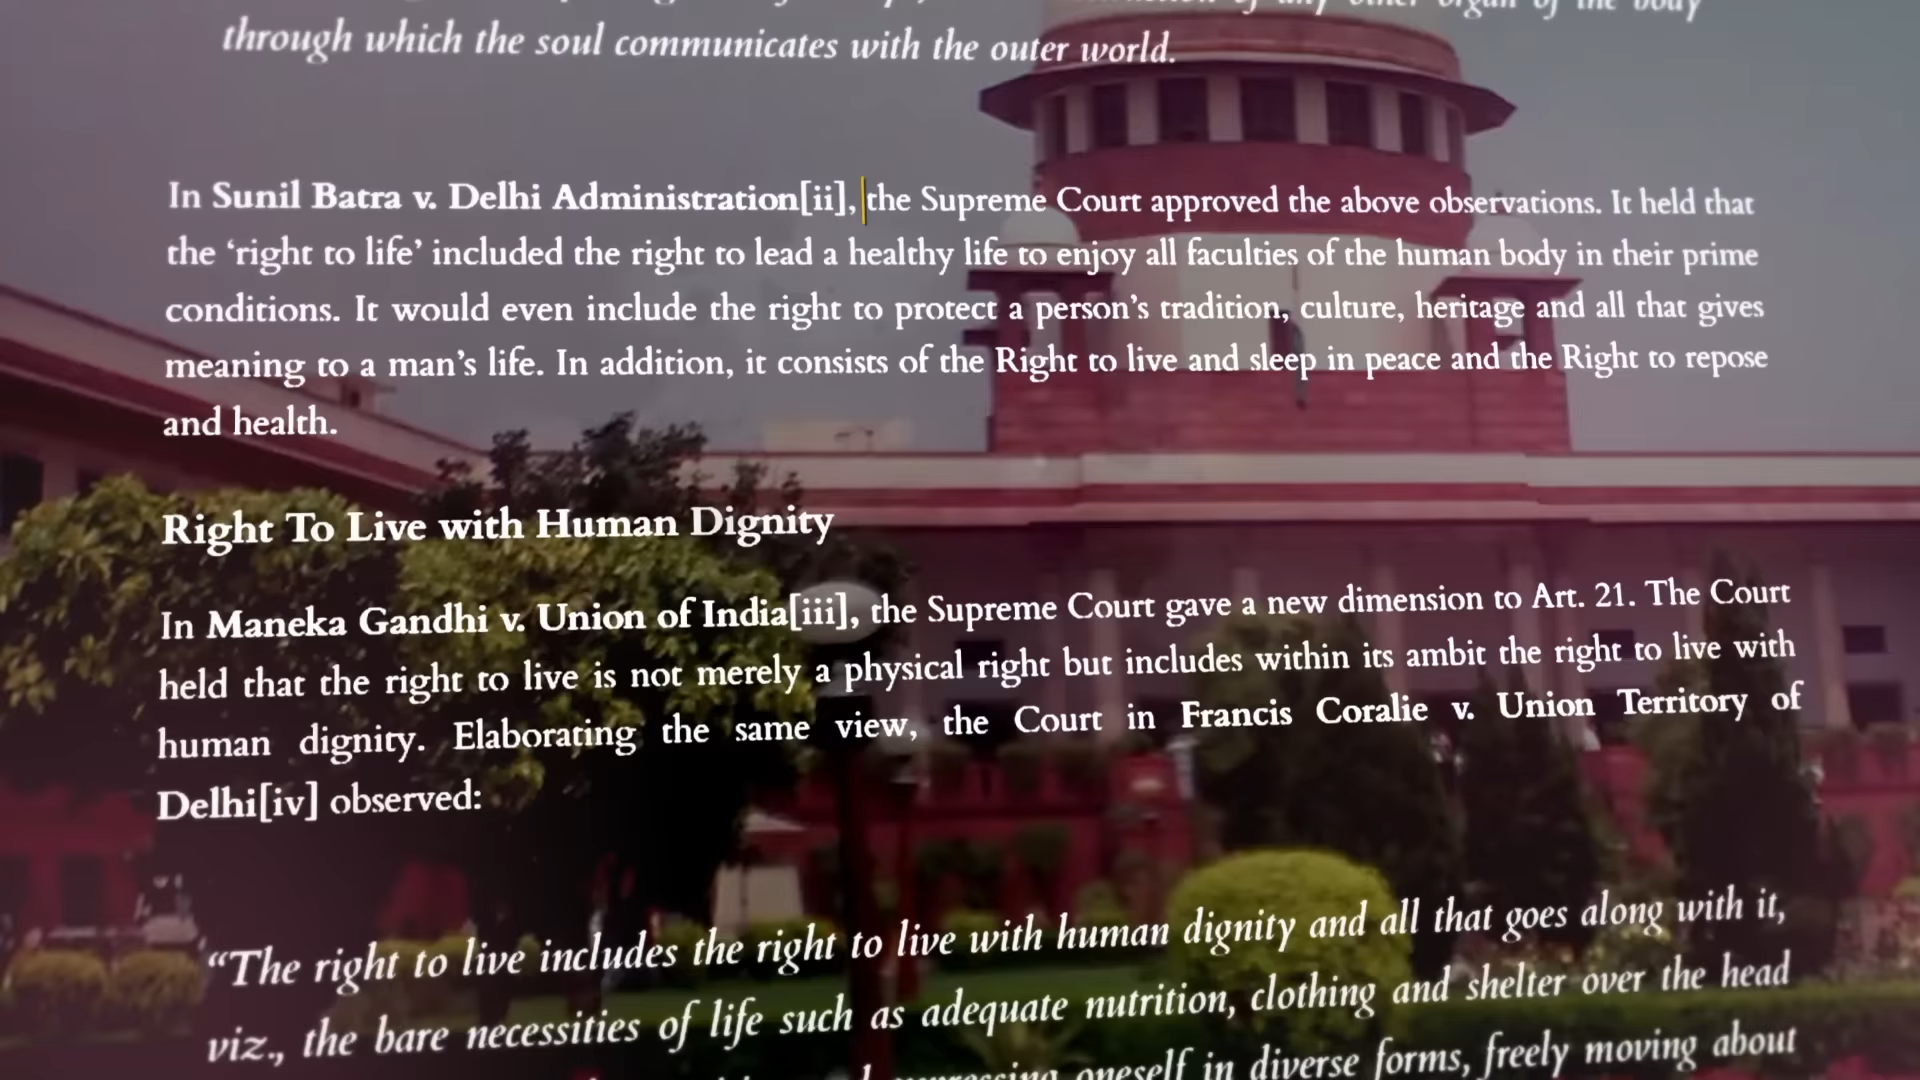 of any other organ of the body
through which the soul communicates with the outer world.
In Sunil Batra v. Delhi Administration[ii], the Supreme Court approved the above observations. It held that
the ‘right to life’ included the right to lead a healthy life to enjoy all faculties of the human body in their prime
conditions. It would even include the right to protect a person’s tradition, culture, heritage and all that gives
meaning to a man’s life. In addition, it consists of the Right to live and sleep in peace and the Right to repose
and health.
Right To Live with Human Dignity
In Maneka Gandhi v. Union of India[iii], the Supreme Court gave a new dimension to Art. 21. The Court
held that the right to live is not merely a physical right but includes within its ambit the right to live with
human dignity. Elaborating the same view, the Court in Francis Coralie v. Union Territory of
Delhi[iv] observed:
“The right to live includes the right to live with human dignity and all that goes along with it,
viz., the bare necessities of life such as adequate nutrition, clothing and shelter over the head
oneself in diverse forms, freely moving about